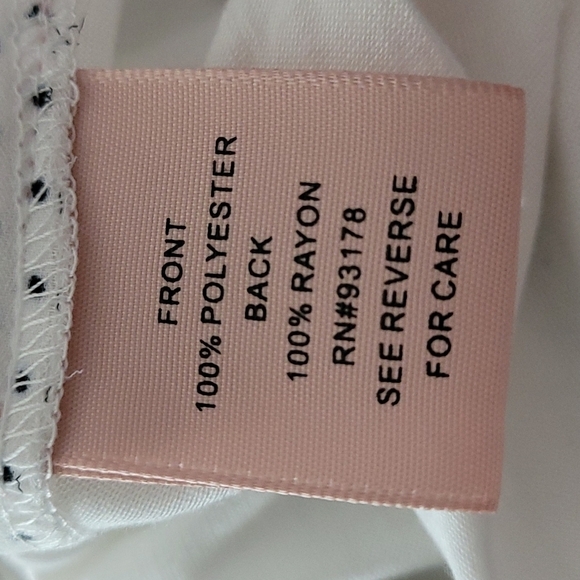 FRONT
100% POLYESTER
BACK
100% RAYON
RN#93178
SEE REVERSE
FOR CARE